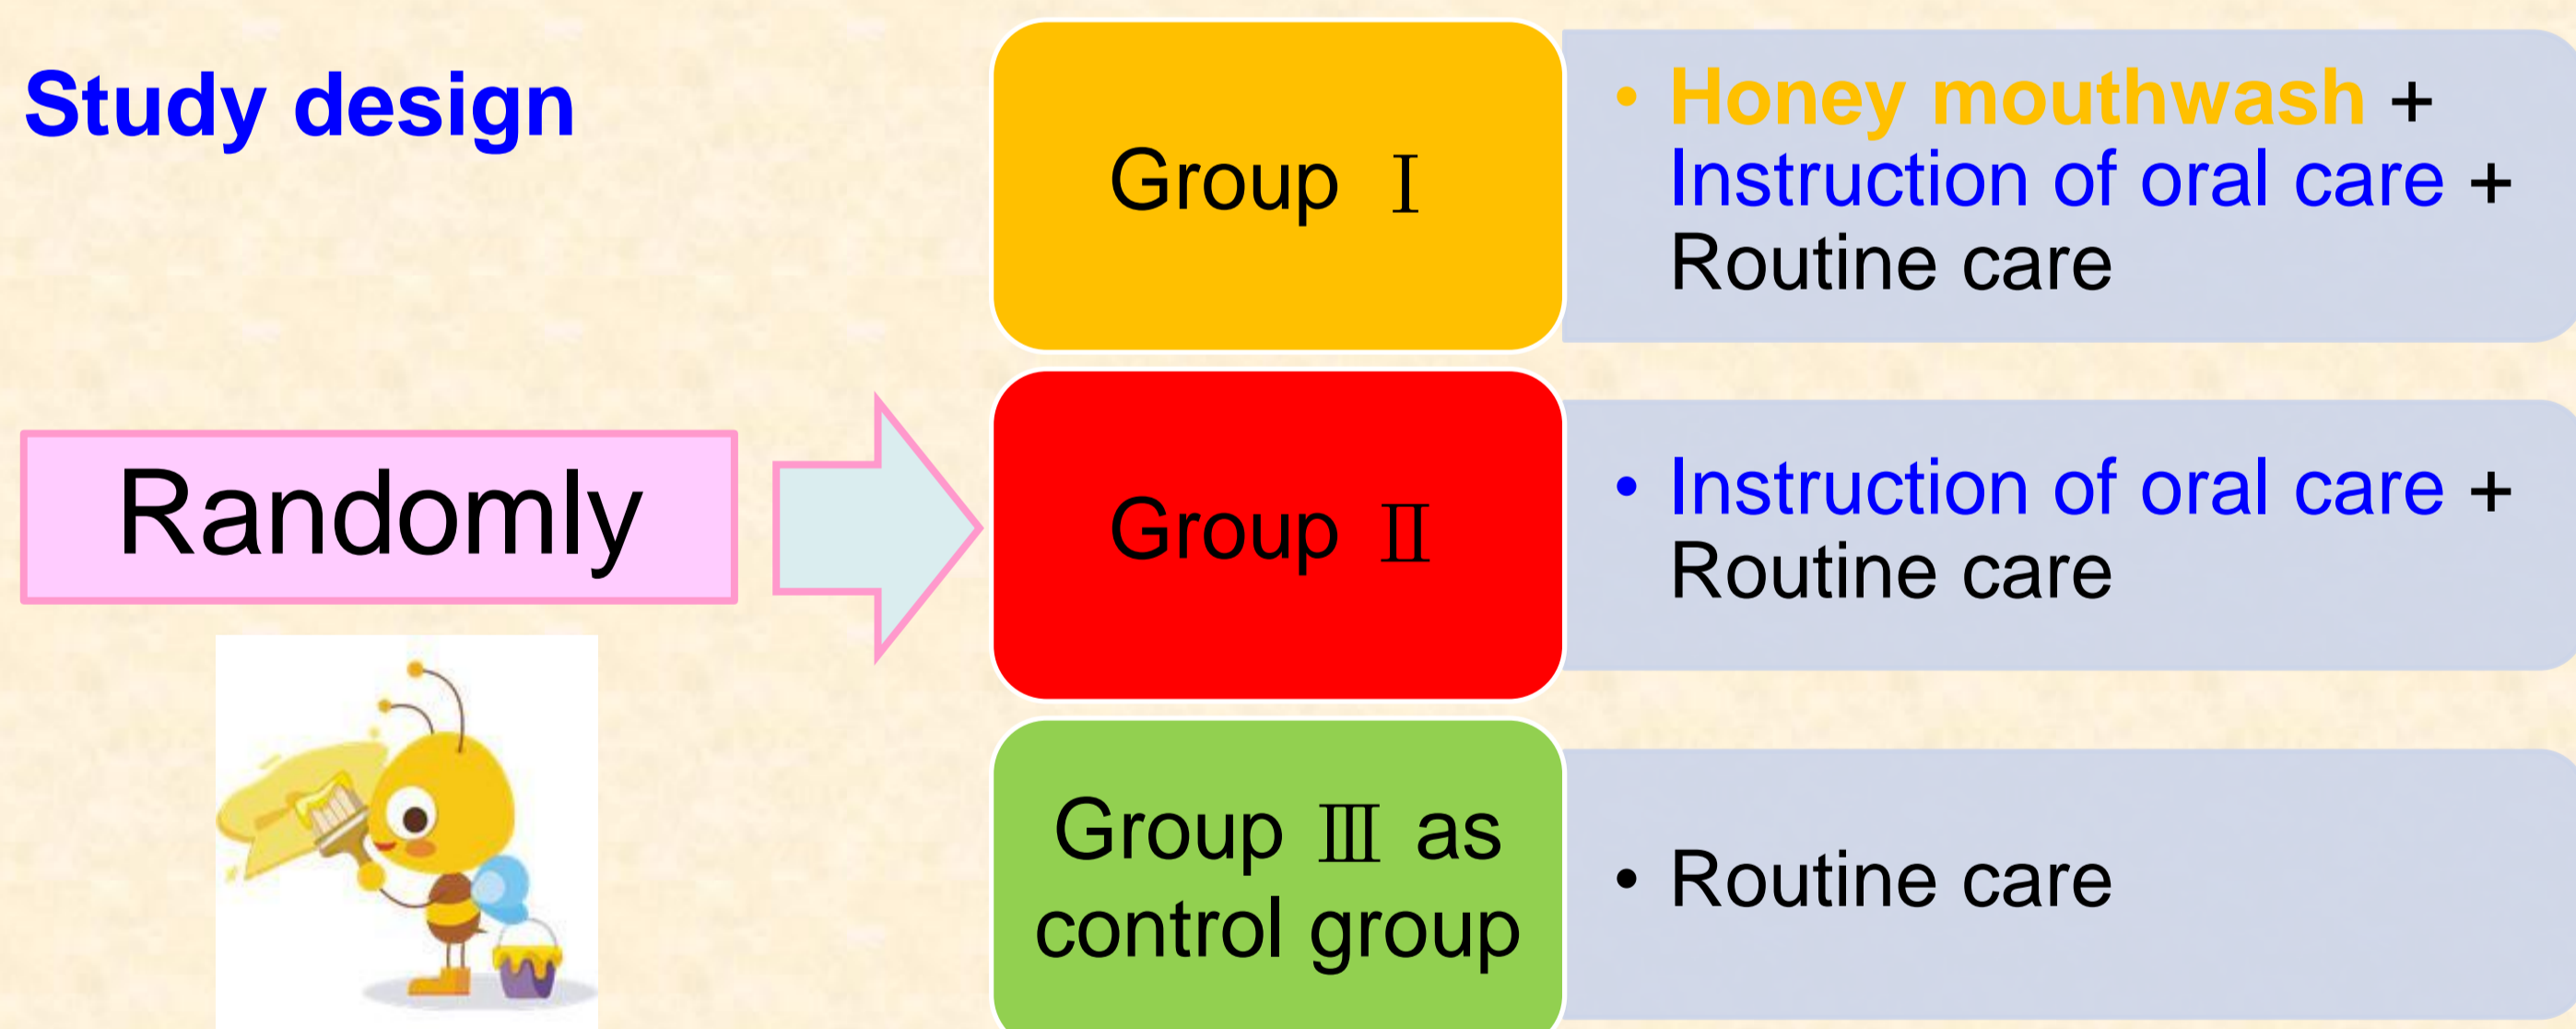 Study design
Randomly
Group Ⅰ
• Honey mouthwash +
Instruction of oral care +
Routine care
Group Ⅱ
• Instruction of oral care +
Routine care
Group Ⅲ as
control group
• Routine care